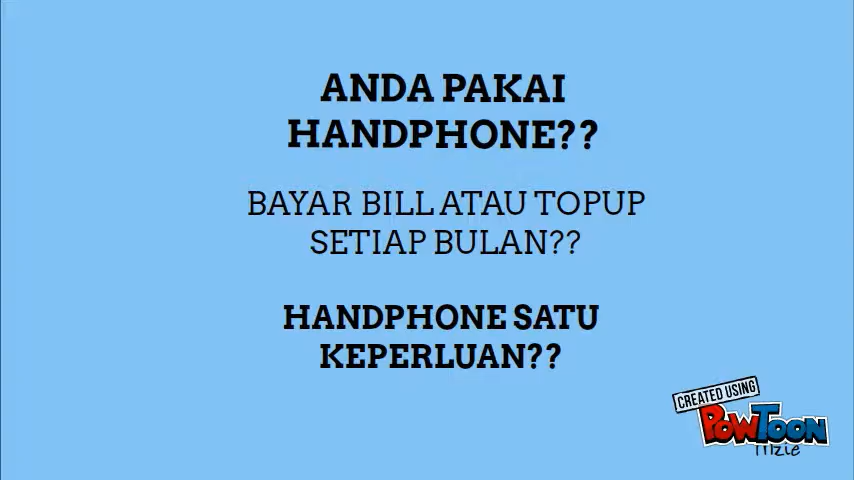 ANDA PAKAI
HANDPHONE??
BAYAR BILL ATAU TOPUP
SETIAP BULAN??
HANDPHONE SATU
KEPERLUAN??
CREATED USING
POWTOON